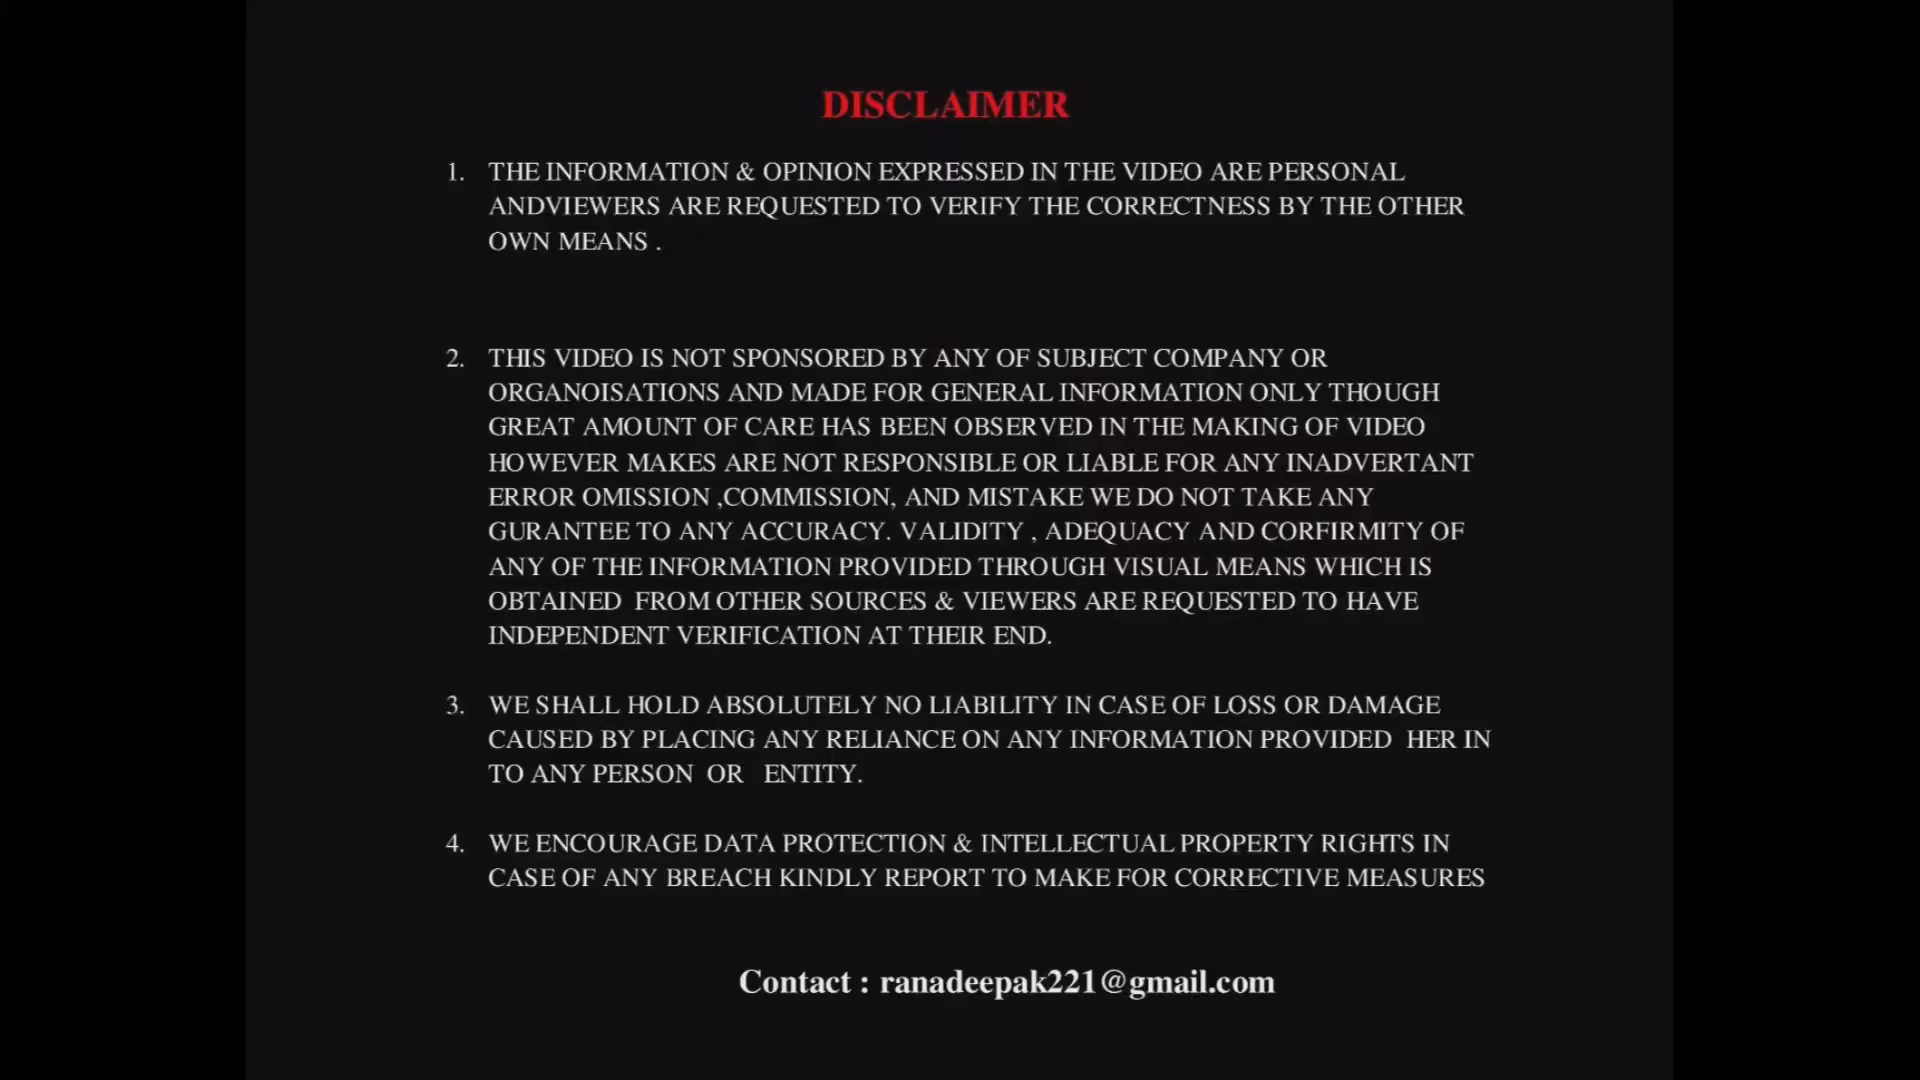 DISCLAIMER
1. THE INFORMATION & OPINION EXPRESSED IN THE VIDEO ARE PERSONAL
ANDVIEWERS ARE REQUESTED TO VERIFY THE CORRECTNESS BY THE OTHER
OWN MEANS .
2. THIS VIDEO IS NOT SPONSORED BY ANY OF SUBJECT COMPANY OR
ORGANOISATIONS AND MADE FOR GENERAL INFORMATION ONLY THOUGH
GREAT AMOUNT OF CARE HAS BEEN OBSERVED IN THE MAKING OF VIDEO
HOWEVER MAKES ARE NOT RESPONSIBLE OR LIABLE FOR ANY INADVERTANT
ERROR OMISSION ,COMMISSION, AND MISTAKE WE DO NOT TAKE ANY
GURANTEE TO ANY ACCURACY. VALIDITY , ADEQUACY AND CORFIRMITY OF
ANY OF THE INFORMATION PROVIDED THROUGH VISUAL MEANS WHICH IS
OBTAINED FROM OTHER SOURCES & VIEWERS ARE REQUESTED TO HAVE
INDEPENDENT VERIFICATION AT THEIR END.
3. WE SHALL HOLD ABSOLUTELY NO LIABILITY IN CASE OF LOSS OR DAMAGE
CAUSED BY PLACING ANY RELIANCE ON ANY INFORMATION PROVIDED HER IN
TO ANY PERSON OR ENTITY.
4. WE ENCOURAGE DATA PROTECTION & INTELLECTUAL PROPERTY RIGHTS IN
CASE OF ANY BREACH KINDLY REPORT TO MAKE FOR CORRECTIVE MEASURES
Contact : ranadeepak221@gmail.com